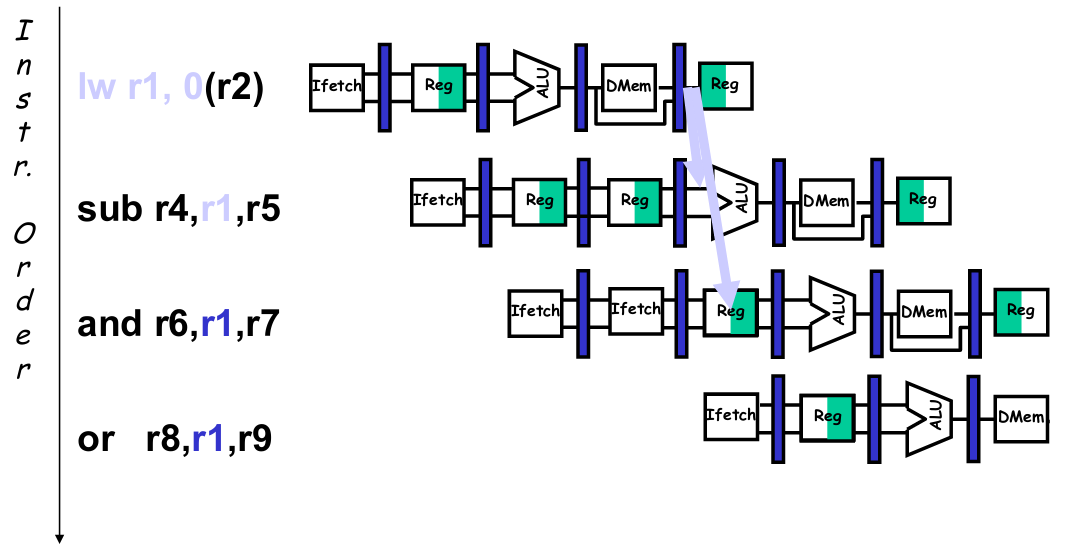 Instr. Order
lw r1, 0(r2)
Ifetch Reg ALU DMem Reg
sub r4,r1,r5
Ifetch Reg Reg ALU DMem Reg
and r6,r1,r7
Ifetch Ifetch Reg ALU DMem Reg
or r8,r1,r9
Ifetch Reg ALU DMem